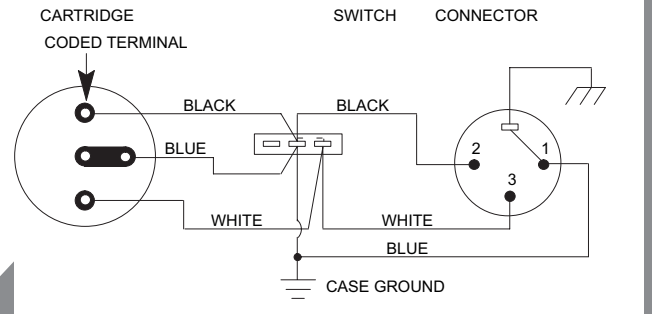 CARTRIDGE SWITCH CONNECTOR
CODED TERMINAL
BLACK BLACK
BLUE
2 1
3
WHITE WHITE
BLUE
CASE GROUND